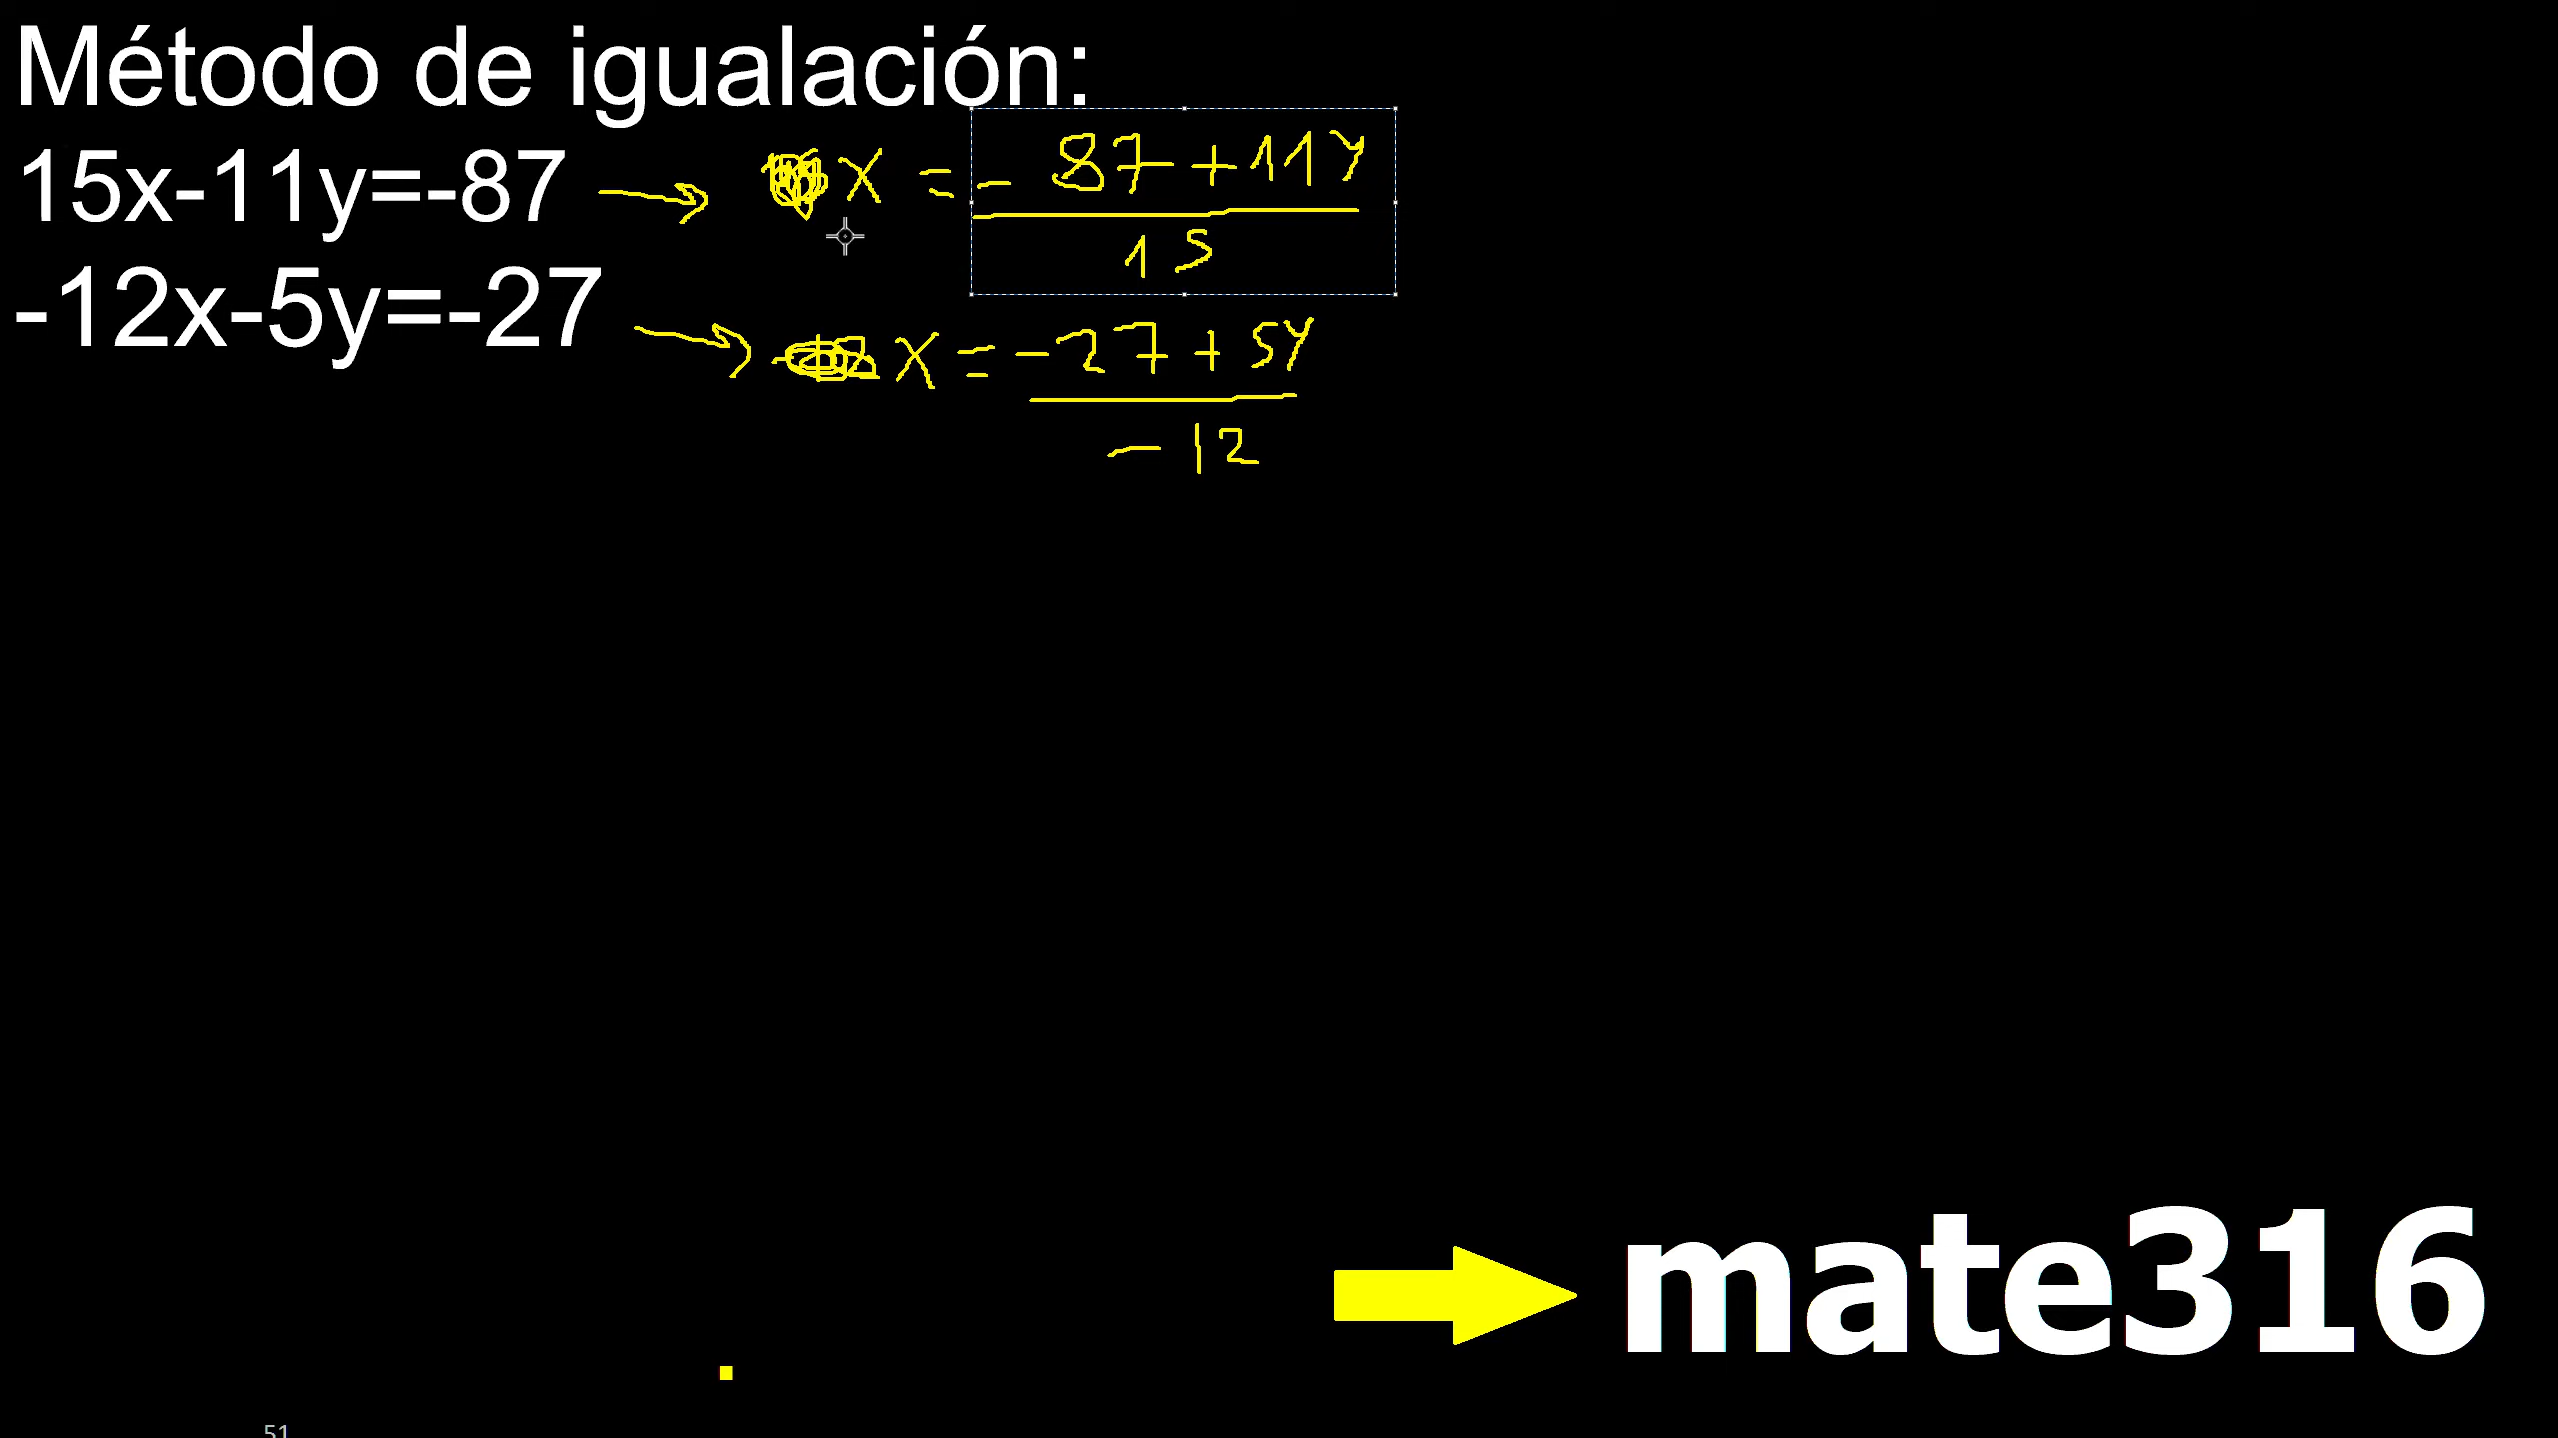 Método de igualación:
15x-11y=-87
x = - 87+11y
15
-12x-5y=-27
x = -27+5y
-12
mate316
51